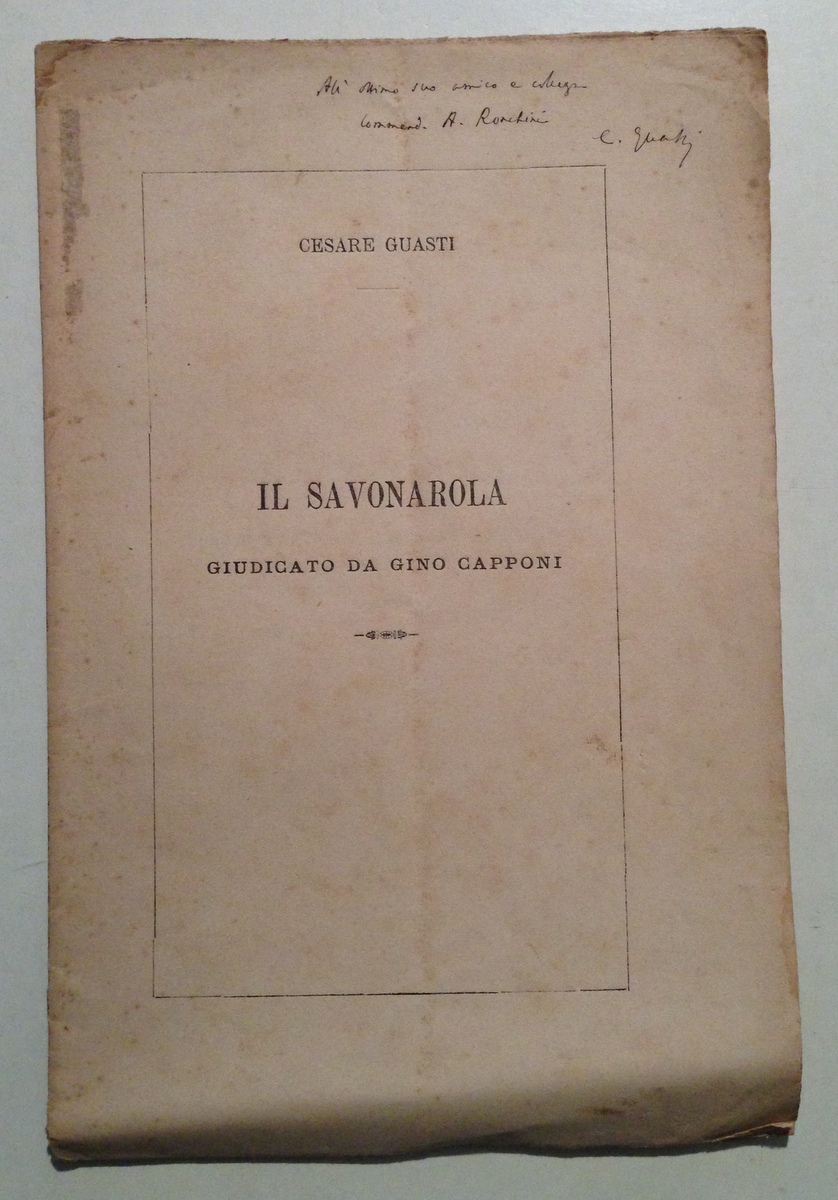 All' ottimo suo amico e collega
Commend. A. Ronchini
C. Guasti
CESARE GUASTI
IL SAVONAROLA
GIUDICATO DA GINO CAPPONI